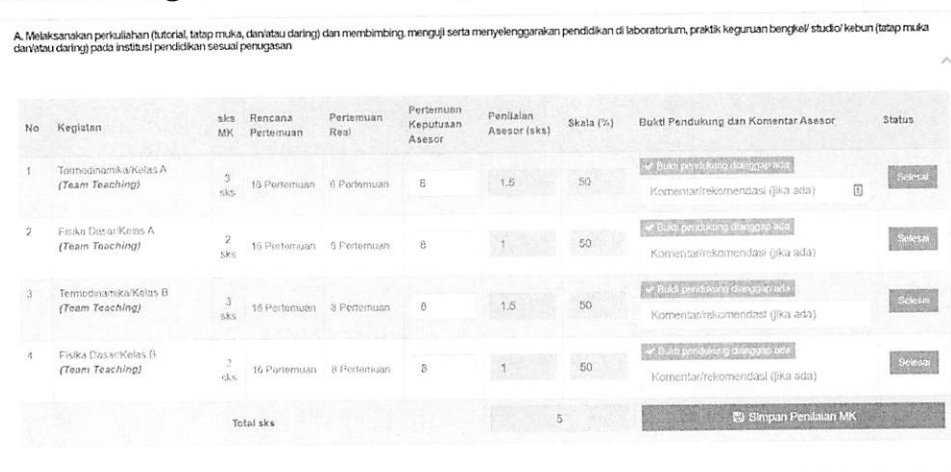 A. Melaksanakan perkuliahan (tutorial, tatap muka, dan/atau daring) dan membimbing, menguji serta menyelenggarakan pendidikan di laboratorium, praktik keguruan bengkel/ studio/ kebun (tatap muka
dan/atau daring) pada institusi pendidikan sesuai penugasan
No Kegiatan sks MK Rencana Pertemuan Pertemuan Real Pertemuan Keputusan Asesor Penilaian Asesor (sks) Skala (%) Bukti Pendukung dan Komentar Asesor Status
1 Termodinamika/Kelas A (Team Teaching) 3 sks 16 Pertemuan Pertemuan 8 1.5 50 Bukti pendukung dianggap ada Selesai
Komentar/rekomendasi (jika ada)
2 Fisika Dasar/Kelas A (Team Teaching) 2 sks 16 Pertemuan Pertemuan 8 1 50 Bukti pendukung dianggap ada Selesai
Komentar/rekomendasi (jika ada)
3 Termodinamika/Kelas B (Team Teaching) 3 sks 16 Pertemuan 8 Pertemuan 8 1.5 50 Bukti pendukung dianggap ada Selesai
Komentar/rekomendasi (jika ada)
4 Fisika Dasar/Kelas B (Team Teaching) 2 sks 16 Pertemuan 8 Pertemuan 8 1 50 Bukti pendukung dianggap ada Selesai
Komentar/rekomendasi (jika ada)
Total sks 5 Simpan Penilaian MK